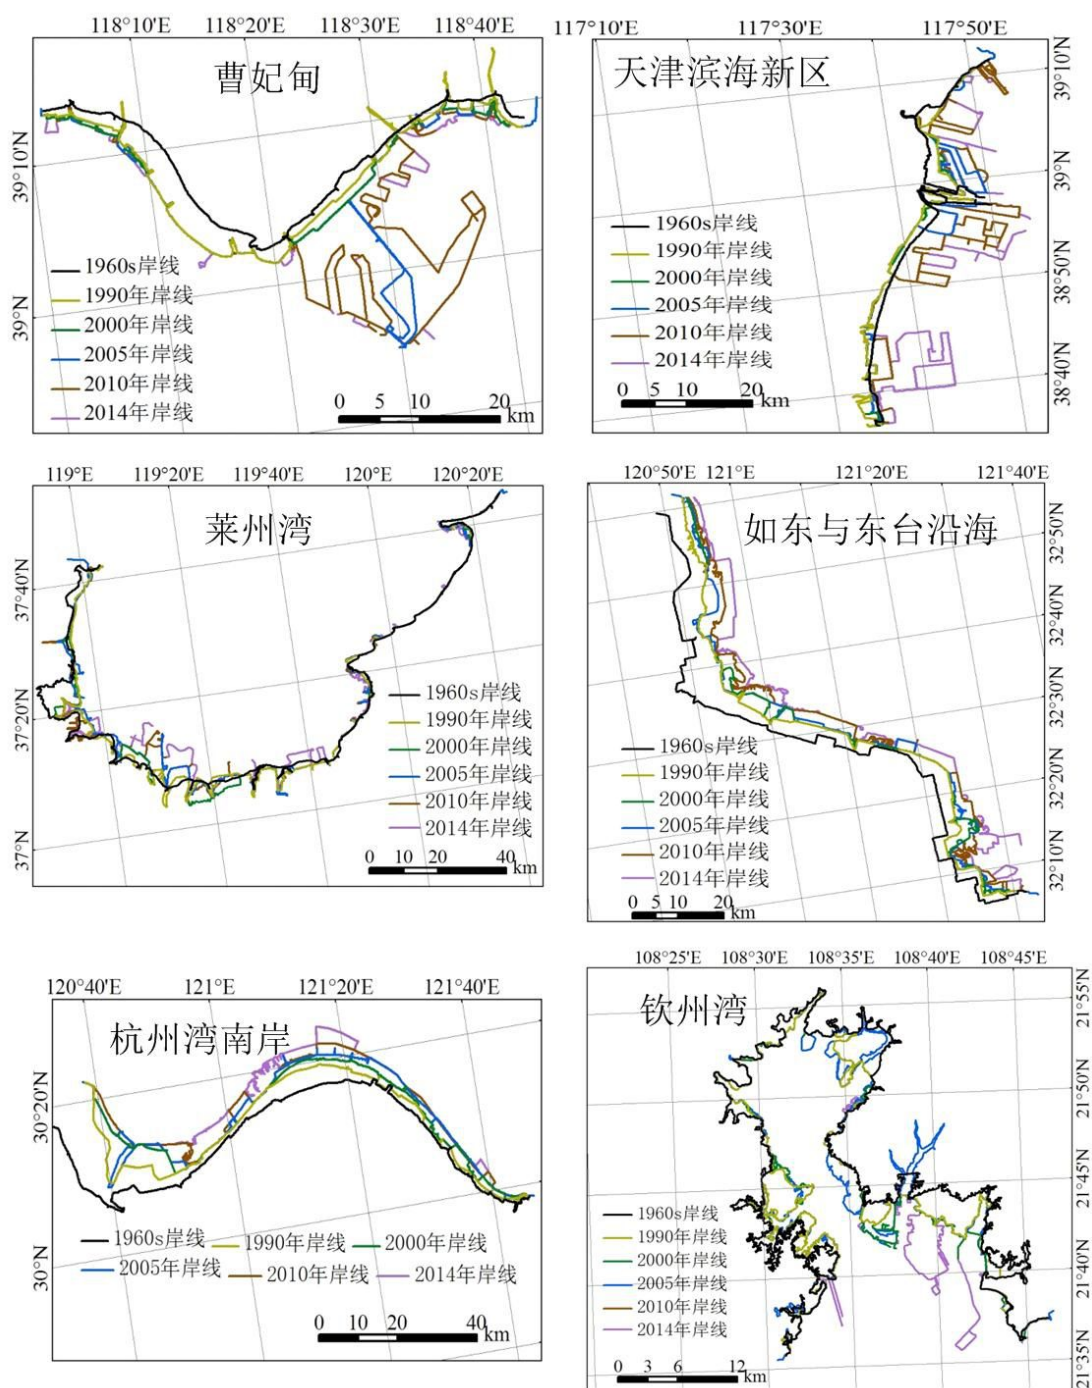 118°10'E 118°20'E 118°30'E 118°40'E
曹妃甸
39°10'N
39°N
1960s岸线
1990年岸线
2000年岸线
2005年岸线
2010年岸线
2014年岸线
0 5 10 20
km
117°10'E 117°30'E 117°50'E
天津滨海新区
39°10'N
39°N
38°50'N
38°40'N
1960s岸线
1990年岸线
2000年岸线
2005年岸线
2010年岸线
2014年岸线
0 5 10 20
km
119°E 119°20'E 119°40'E 120°E 120°20'E
莱州湾
37°40'N
37°20'N
37°N
1960s岸线
1990年岸线
2000年岸线
2005年岸线
2010年岸线
2014年岸线
0 10 20 40
km
120°50'E 121°E 121°20'E 121°40'E
如东与东台沿海
32°50'N
32°40'N
32°30'N
32°20'N
32°10'N
1960s岸线
1990年岸线
2000年岸线
2005年岸线
2010年岸线
2014年岸线
0 5 10 20
km
120°40'E 121°E 121°20'E 121°40'E
杭州湾南岸
30°20'N
30°N
1960s岸线 1990年岸线 2000年岸线
2005年岸线 2010年岸线 2014年岸线
0 10 20 40
km
108°25'E 108°30'E 108°35'E 108°40'E 108°45'E
钦州湾
21°55'N
21°50'N
21°45'N
21°40'N
21°35'N
1960s岸线
1990年岸线
2000年岸线
2005年岸线
2010年岸线
2014年岸线
0 3 6 12
km